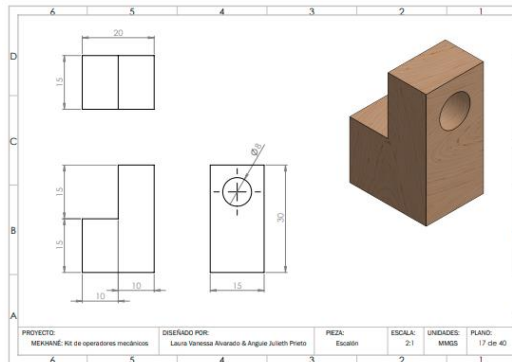 6 5 4 3 2 1
D
C
B
A
20
15
15
15
10
10
Ø8
30
15
PROYECTO:
MEKHANÉ: Kit de operadores mecánicos
DISEÑADO POR:
Laura Vanessa Alvarado & Anguie Julieth Prieto
PIEZA:
Escalón
ESCALA:
2:1
UNIDADES:
MMGS
PLANO:
17 de 40
6 5 4 3 2 1